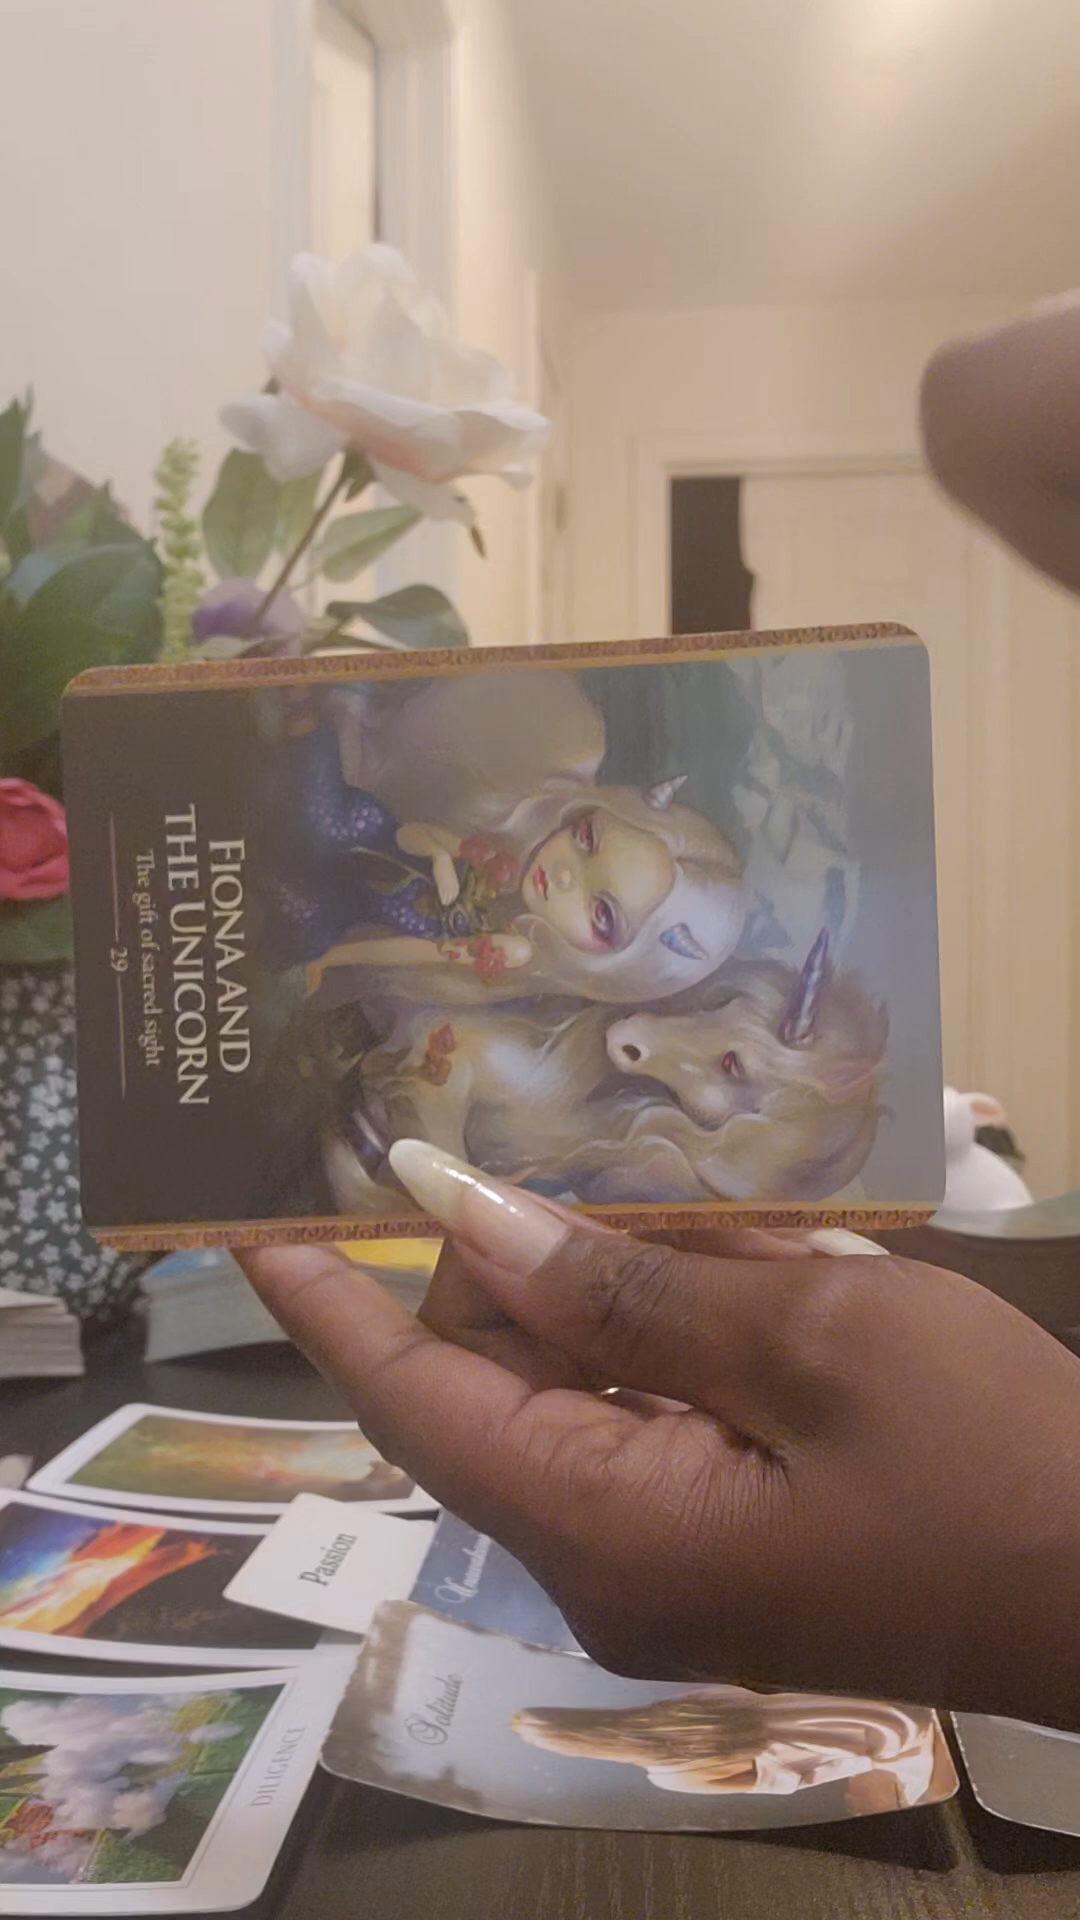 FIONA AND
THE UNICORN
The gift of sacred sight
29
Passion
Solitude
DILIGENCE